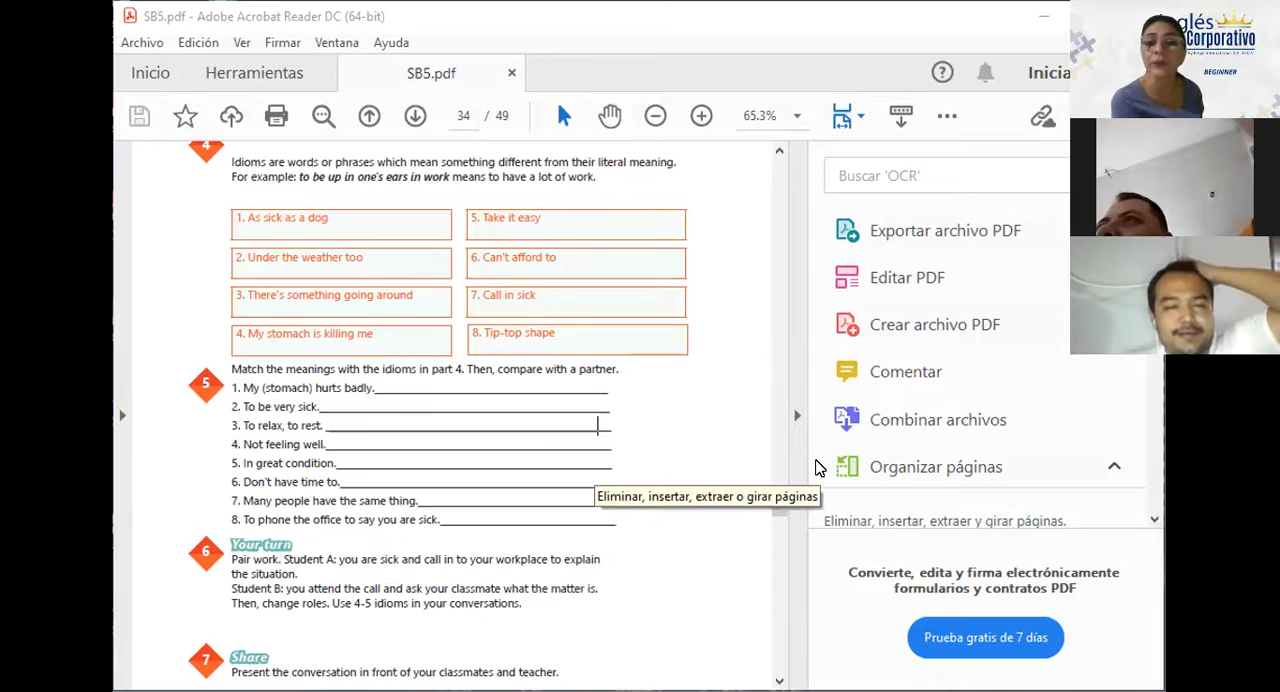 SB5.pdf - Adobe Acrobat Reader DC (64-bit)
Archivo Edición Ver Firmar Ventana Ayuda
Inicio Herramientas SB5.pdf × Inicia
34 / 49 65.3%
4
Idioms are words or phrases which mean something different from their literal meaning.
For example: to be up in one's ears in work means to have a lot of work.
1. As sick as a dog
5. Take it easy
2. Under the weather too
6. Can't afford to
3. There's something going around
7. Call in sick
4. My stomach is killing me
8. Tip-top shape
5
Match the meanings with the idioms in part 4. Then, compare with a partner.
1. My (stomach) hurts badly.
2. To be very sick.
3. To relax, to rest.
4. Not feeling well.
5. In great condition.
6. Don't have time to.
7. Many people have the same thing.
8. To phone the office to say you are sick.
6
Your turn
Pair work. Student A: you are sick and call in to your workplace to explain
the situation.
Student B: you attend the call and ask your classmate what the matter is.
Then, change roles. Use 4-5 idioms in your conversations.
7
Share
Present the conversation in front of your classmates and teacher.
Buscar 'OCR'
Exportar archivo PDF
Editar PDF
Crear archivo PDF
Comentar
Combinar archivos
Organizar páginas
Eliminar, insertar, extraer o girar páginas
Eliminar, insertar, extraer y girar páginas.
Convierte, edita y firma electrónicamente
formularios y contratos PDF
Prueba gratis de 7 días
glés
Corporativo
BEGINNER